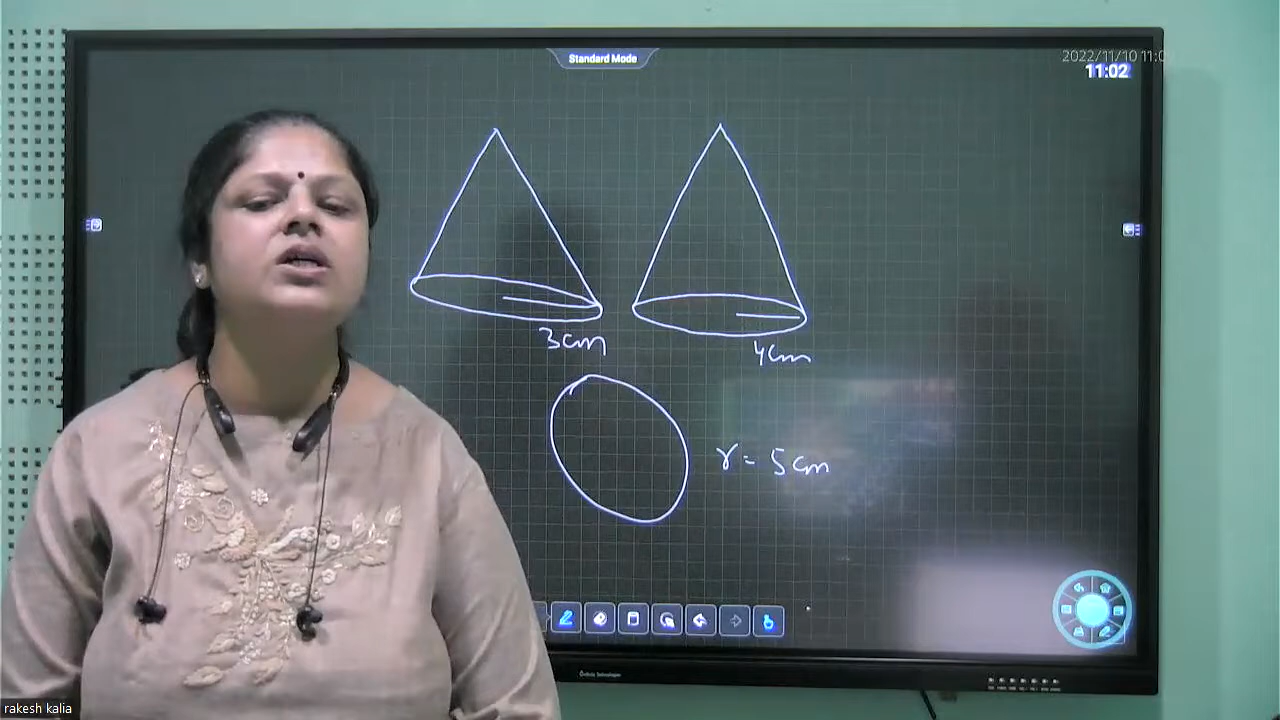 Standard Mode
2022/11/10 11:0
11:02
3cm
4cm
r = 5cm
rakesh kalia